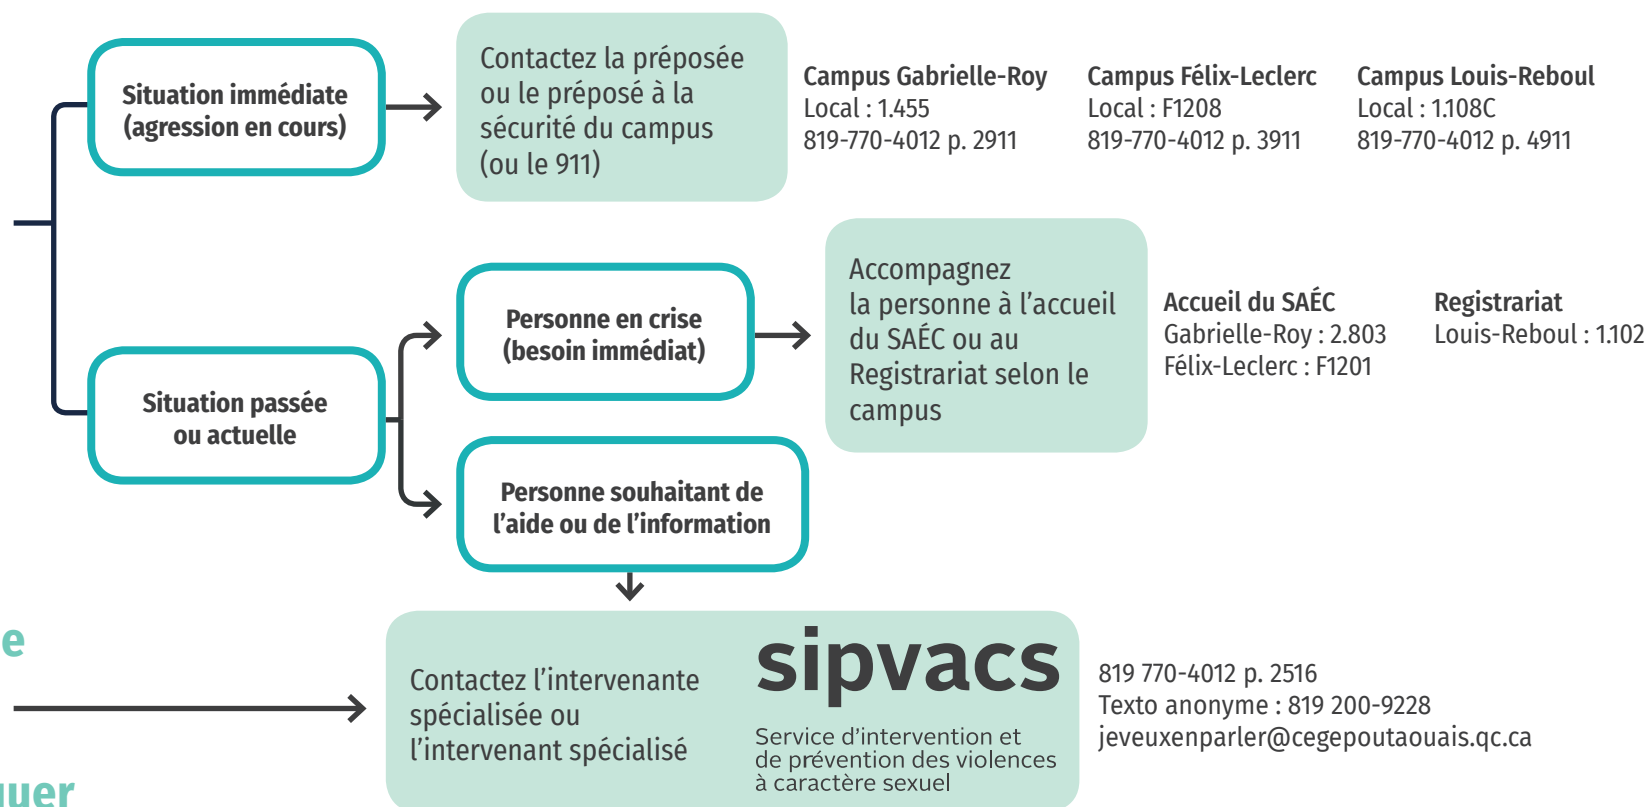 Situation immédiate
(agression en cours)
Contactez la préposée
ou le préposé à la
sécurité du campus
(ou le 911)
Campus Gabrielle-Roy
Local : 1.455
819-770-4012 p. 2911
Campus Félix-Leclerc
Local : F1208
819-770-4012 p. 3911
Campus Louis-Reboul
Local : 1.108C
819-770-4012 p. 4911
Situation passée
ou actuelle
Personne en crise
(besoin immédiat)
Accompagnez
la personne à l'accueil
du SAÉC ou au
Registrariat selon le
campus
Accueil du SAÉC
Gabrielle-Roy : 2.803
Félix-Leclerc : F1201
Registrariat
Louis-Reboul : 1.102
Personne souhaitant de
l'aide ou de l'information
e
Contactez l'intervenante
spécialisée ou
l'intervenant spécialisé
sipvacs
Service d'intervention et
de prévention des violences
à caractère sexuel
819 770-4012 p. 2516
Texto anonyme : 819 200-9228
jeveuxenparler@cegepoutaouais.qc.ca
uer